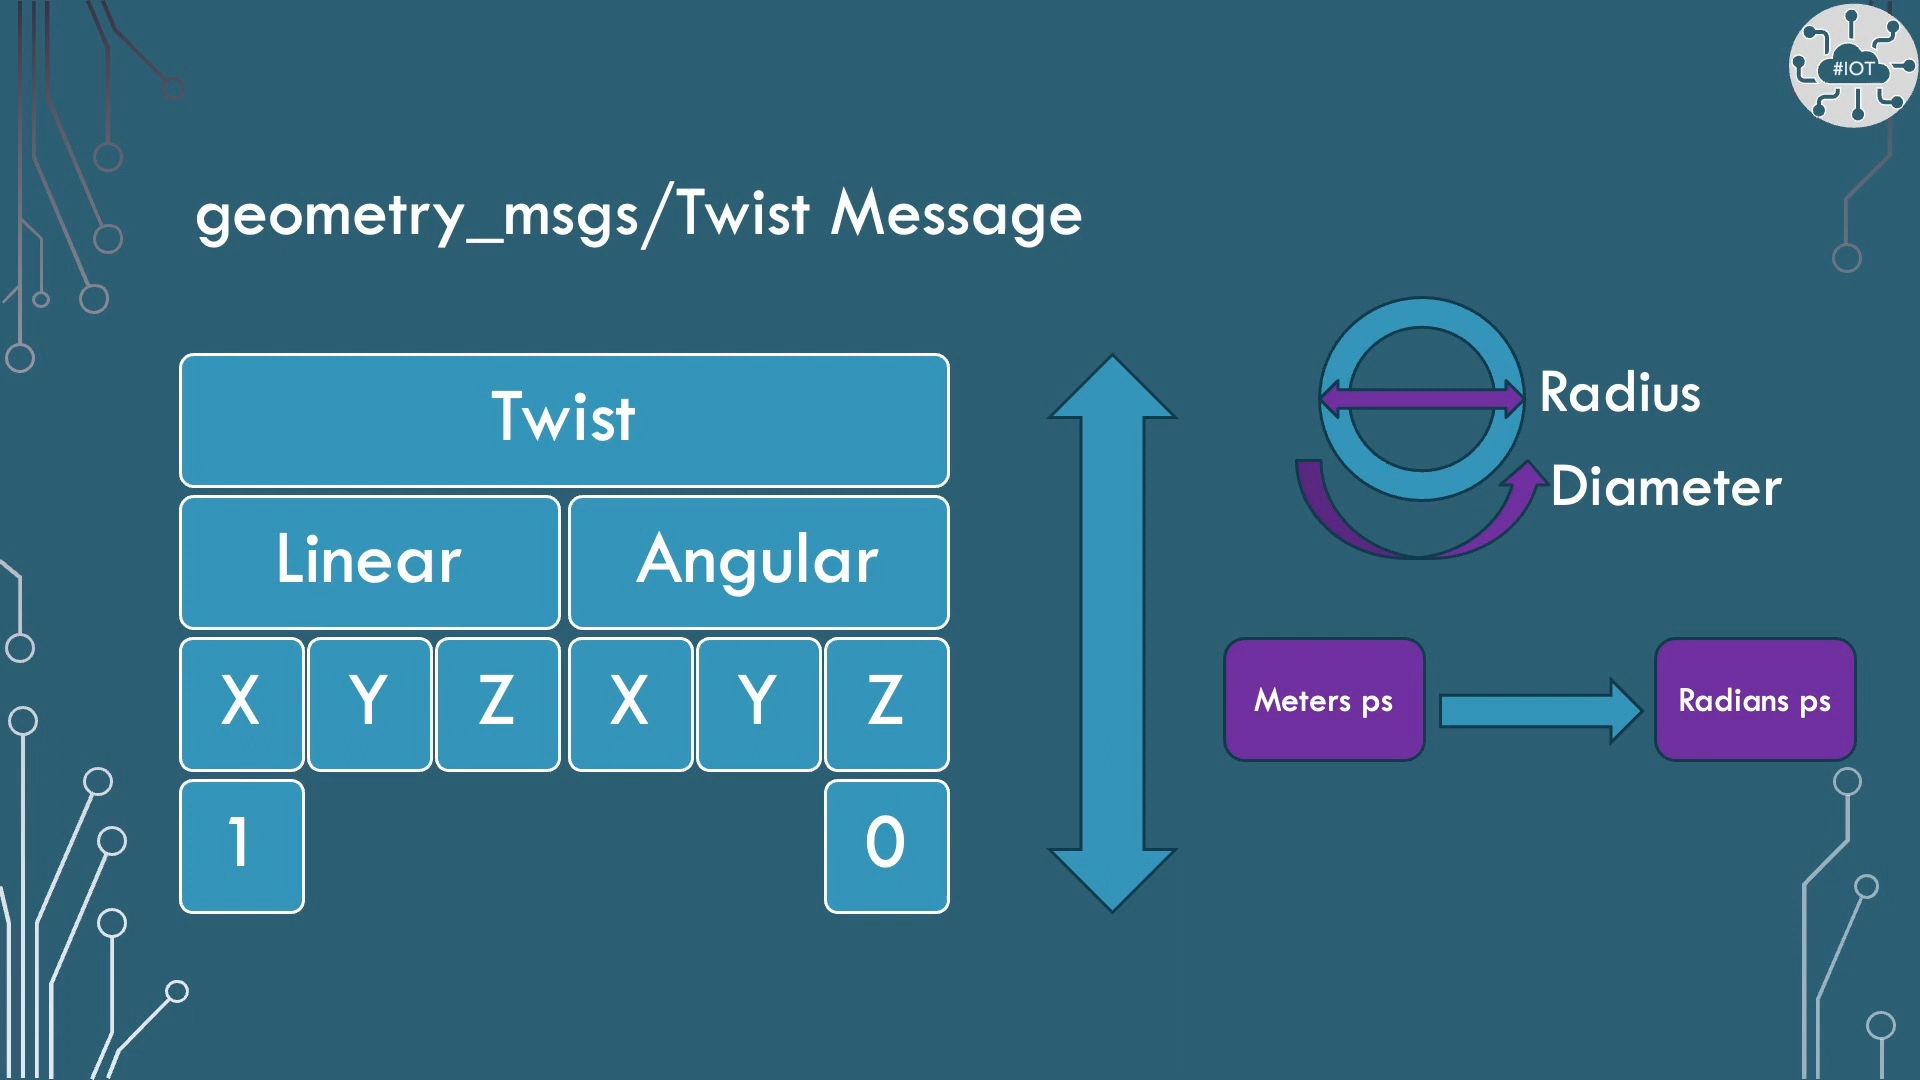 #IOT
geometry_msgs/Twist Message
Twist
Linear Angular
X Y Z X Y Z
1 0
Radius
Diameter
Meters ps
Radians ps